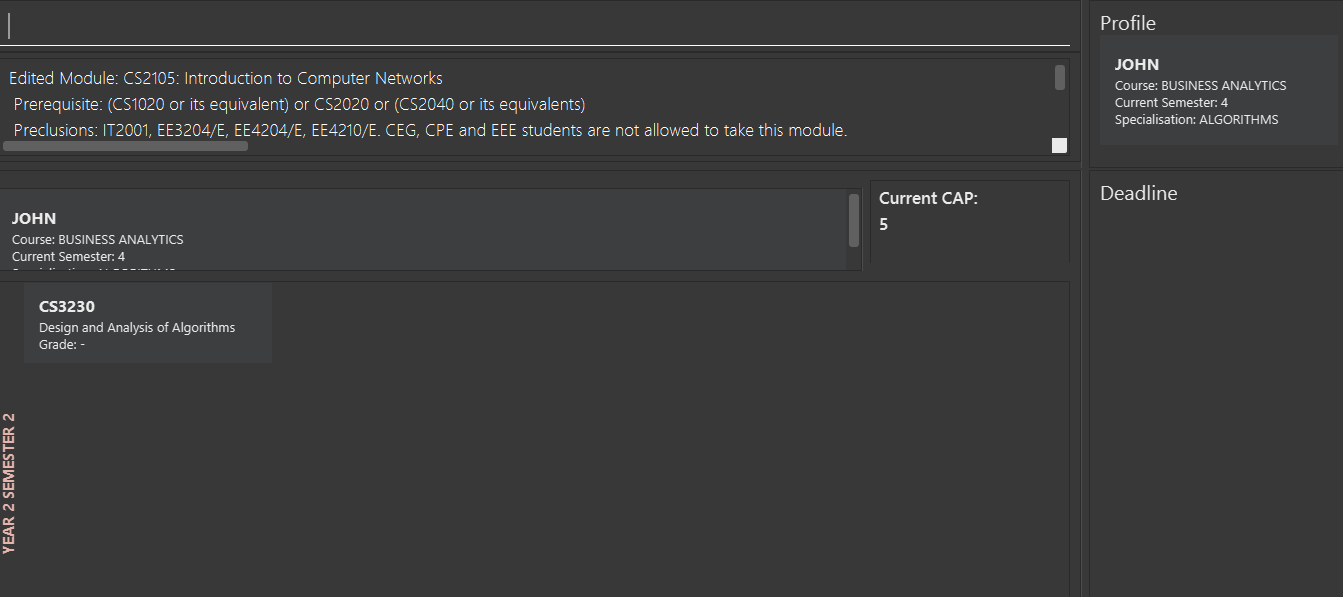 Edited Module: CS2105: Introduction to Computer Networks
Prerequisite: (CS1020 or its equivalent) or CS2020 or (CS2040 or its equivalents)
Preclusions: IT2001, EE3204/E, EE4204/E, EE4210/E. CEG, CPE and EEE students are not allowed to take this module.
JOHN
Course: BUSINESS ANALYTICS
Current Semester: 4
Current CAP:
5
CS3230
Design and Analysis of Algorithms
Grade: -
YEAR 2 SEMESTER 2
Profile
JOHN
Course: BUSINESS ANALYTICS
Current Semester: 4
Specialisation: ALGORITHMS
Deadline